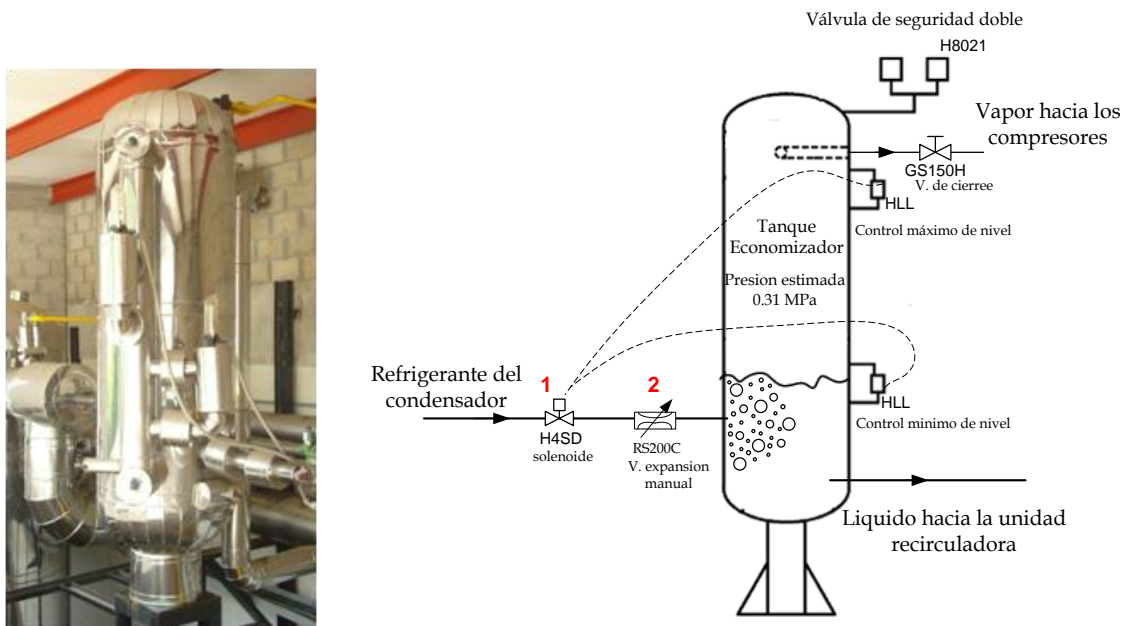 Válvula de seguridad doble
H8021
Vapor hacia los
compresores
GS150H
V. de cierree
HLL
Control máximo de nivel
Tanque
Economizador
Presion estimada
0.31 MPa
Refrigerante del
condensador
1
2
H4SD
solenoide
RS200C
V. expansion
manual
HLL
Control minimo de nivel
Liquido hacia la unidad
recirculadora